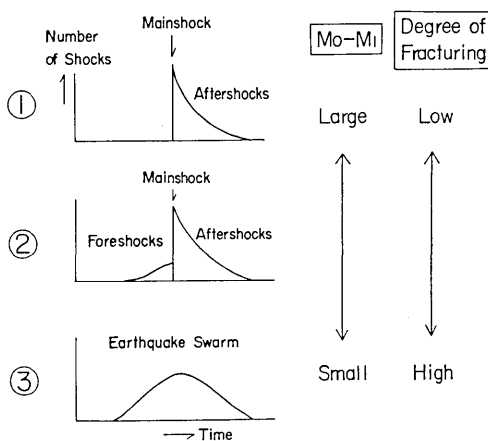 Number of Shocks
Mainshock
Mo-M1
Degree of Fracturing
①
Aftershocks
Large
Low
Mainshock
②
Foreshocks
Aftershocks
③
Earthquake Swarm
Small
High
Time